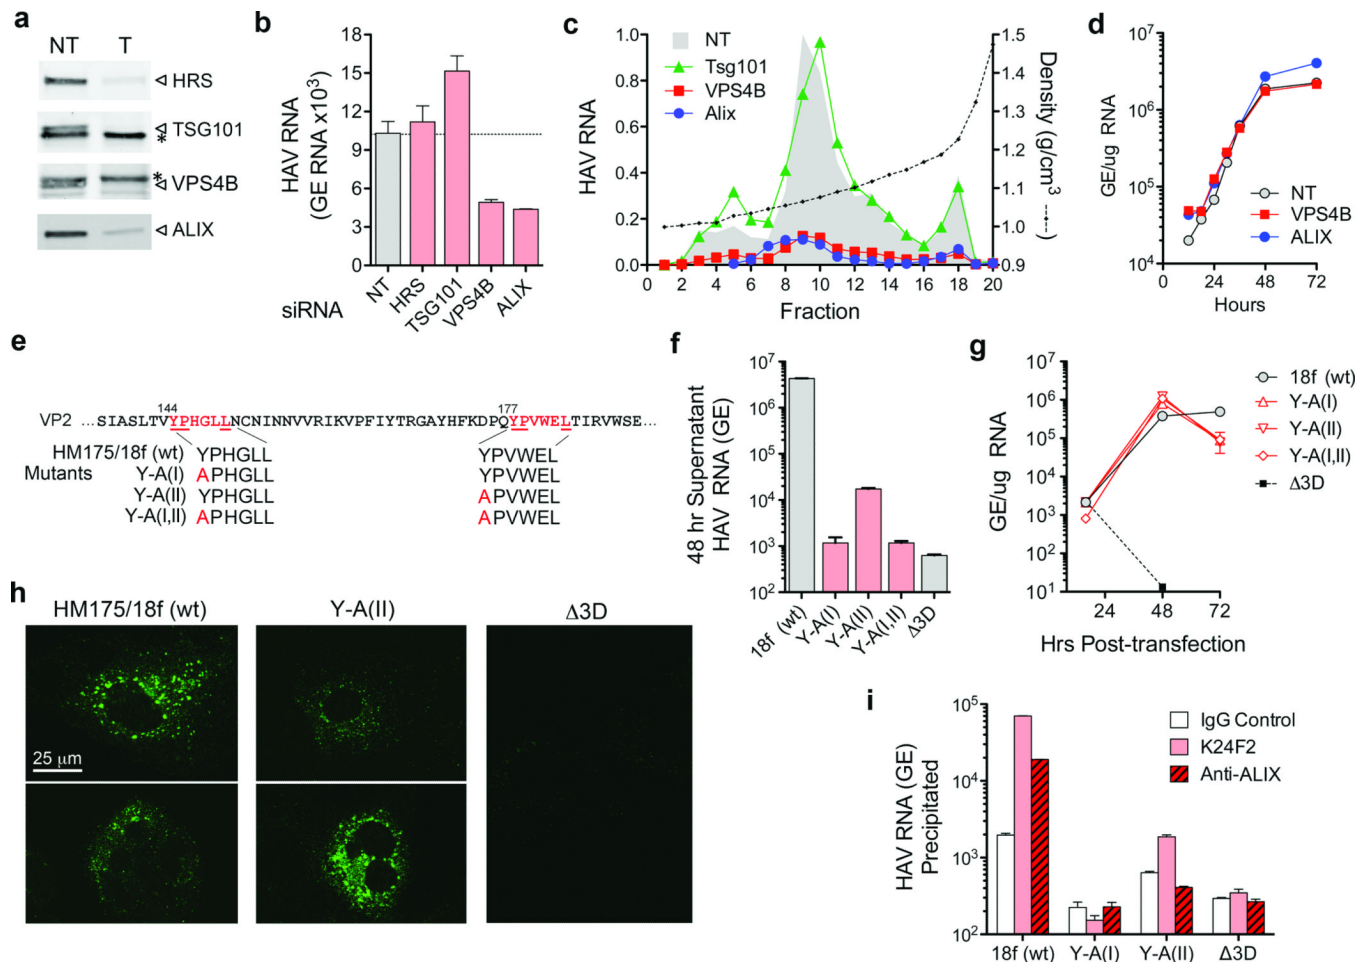 a
NT T
HRS
TSG101
*
*
VPS4B
ALIX
b
HAV RNA
(GE RNA x10³)
18
15
12
9
6
3
0
siRNA
NT
HRS
TSG101
VPS4B
ALIX
c
HAV RNA
1.0
0.8
0.6
0.4
0.2
0.0
NT
Tsg101
VPS4B
Alix
1.5
1.4
1.3
1.2
1.1
1.0
0.9
Density (g/cm³ )
0 2 4 6 8 10 12 14 16 18 20
Fraction
d
GE/ug RNA
10⁷
10⁶
10⁵
10⁴
NT
VPS4B
ALIX
0 24 48 72
Hours
e
144 177
VP2 ...SIASLTVYPHGLLNCNINNVVRIKVPFIYTRGAYHFKDPQYPVWELTIRVWSE...
HM175/18f (wt) YPHGLL YPVWEL
Mutants Y-A(I) APHGLL YPVWEL
Y-A(II) YPHGLL APVWEL
Y-A(I,II) APHGLL APVWEL
f
48 hr Supernatant
HAV RNA (GE)
10⁷
10⁶
10⁵
10⁴
10³
10²
18f (wt)
Y-A(I)
Y-A(II)
Y-A(I,II)
Δ3D
g
GE/ug RNA
10⁷
10⁶
10⁵
10⁴
10³
10²
10¹
24 48 72
Hrs Post-transfection
18f (wt)
Y-A(I)
Y-A(II)
Y-A(I,II)
Δ3D
h
HM175/18f (wt) Y-A(II) Δ3D
25 μm
i
HAV RNA (GE)
Precipitated
10⁵
10⁴
10³
10²
IgG Control
K24F2
Anti-ALIX
18f (wt) Y-A(I) Y-A(II) Δ3D